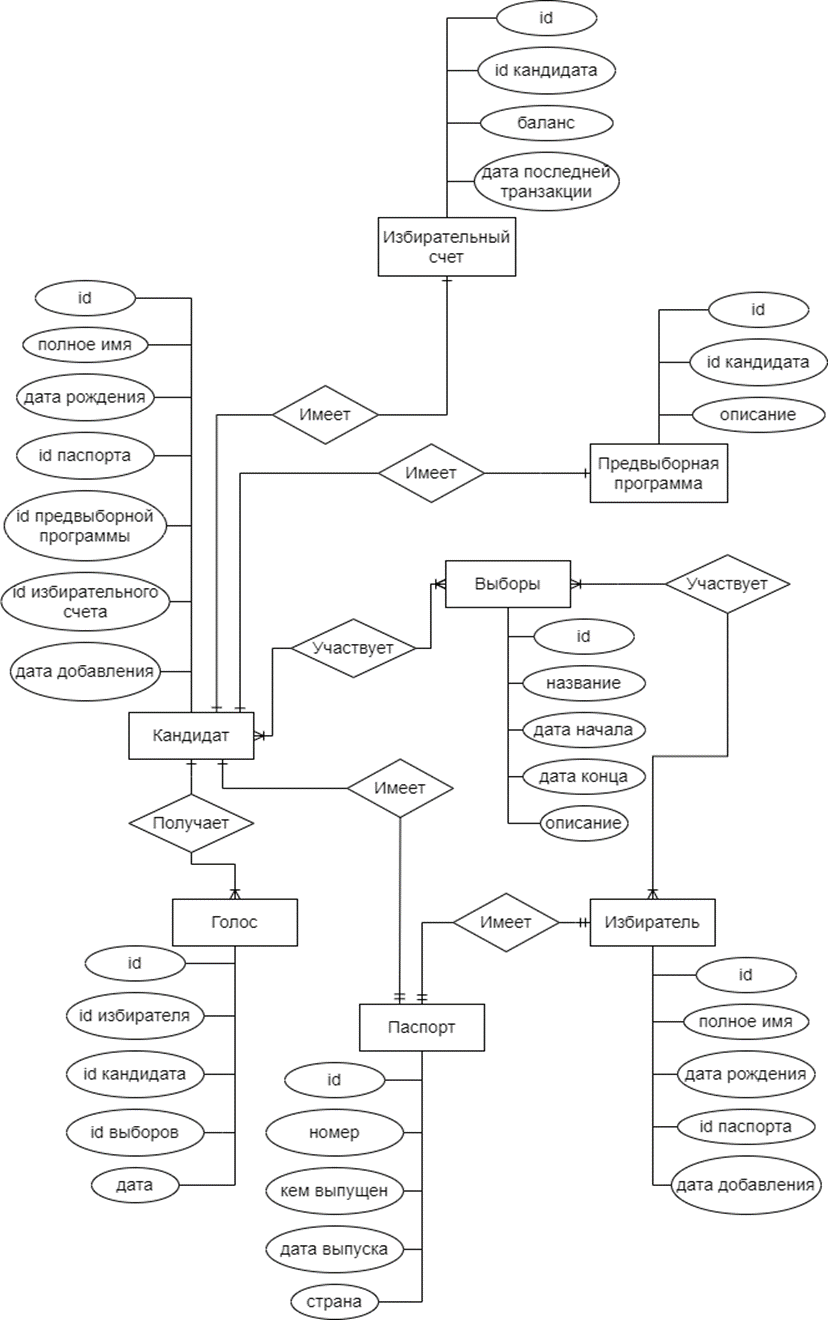 id
id кандидата
баланс
дата последней
транзакции
Избирательный
счет
id
полное имя
дата рождения
id паспорта
id предвыборной
программы
id избирательного
счета
дата добавления
Имеет
id
id кандидата
описание
Имеет
Предвыборная
программа
Выборы
Участвует
Участвует
id
название
дата начала
дата конца
описание
Кандидат
Имеет
Получает
Голос
id
id избирателя
id кандидата
id выборов
дата
Имеет
Избиратель
id
полное имя
дата рождения
id паспорта
дата добавления
Паспорт
id
номер
кем выпущен
дата выпуска
страна